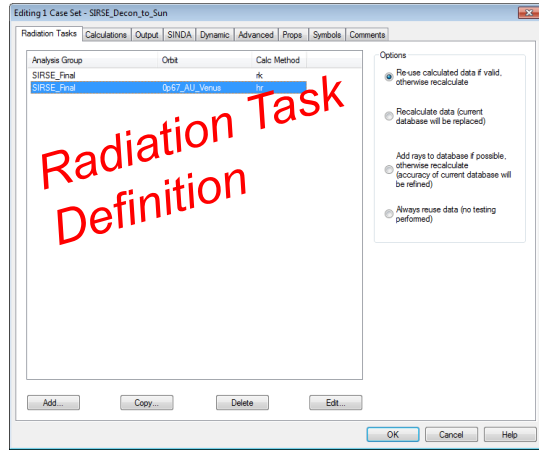 Editing 1 Case Set - SIRSE_Decon_to_Sun
Radiation Tasks Calculations Output SINDA Dynamic Advanced Props Symbols Comments
Analysis Group Orbit Calc Method
SIRSE_Final rk
SIRSE_Final 0p67_AU_Venus hr
Radiation Task
Definition
Options
Re-use calculated data if valid,
otherwise recalculate
Recalculate data (current
database will be replaced)
Add rays to database if possible,
otherwise recalculate
(accuracy of current database will
be refined)
Always reuse data (no testing
performed)
Add... Copy... Delete Edit...
OK Cancel Help